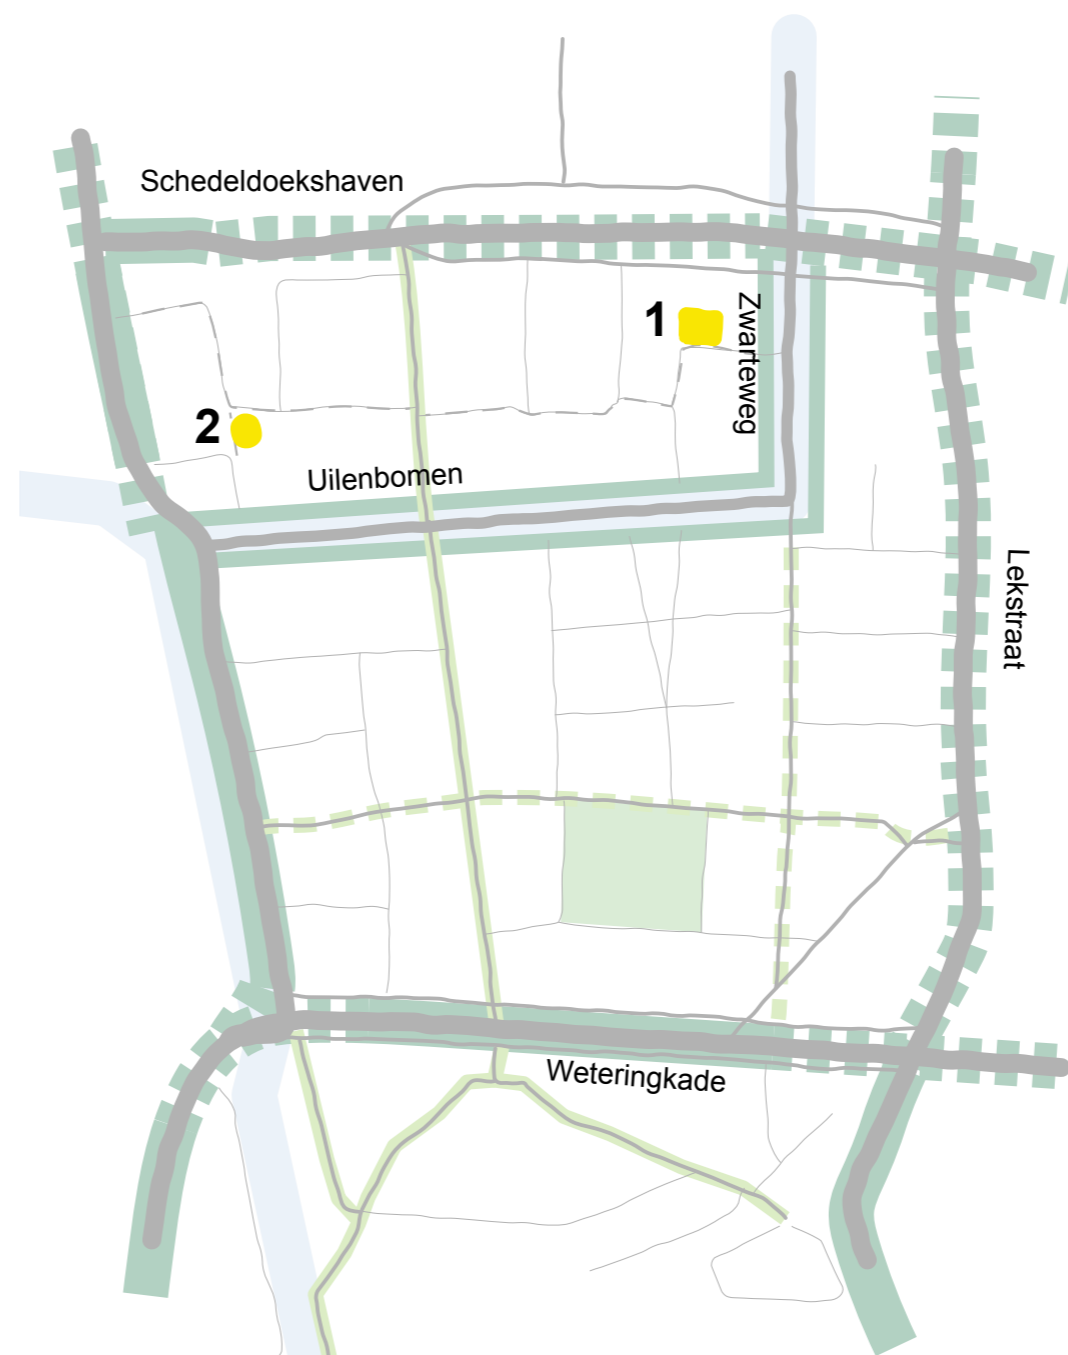 Schedeldoekshaven
1
Zwarteweg
2
Uilenbomen
Lekstraat
Weteringkade